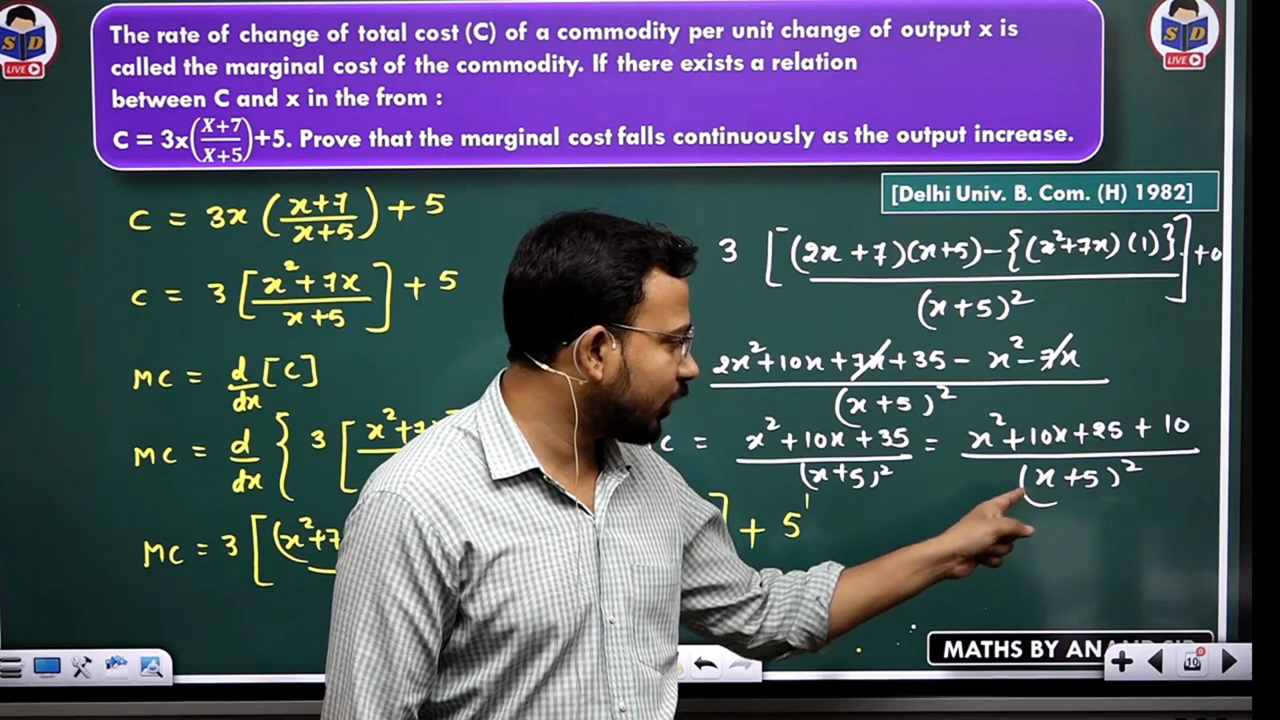 The rate of change of total cost (C) of a commodity per unit change of output x is
called the marginal cost of the commodity. If there exists a relation
between C and x in the from :
C = 3x(X+7/X+5)+5. Prove that the marginal cost falls continuously as the output increase.
SD
LIVE
SD
LIVE
[Delhi Univ. B. Com. (H) 1982]
C = 3x (x+7/x+5) + 5
C = 3 [x²+7x/x+5] + 5
MC = d/dx [C]
MC = d/dx { 3 [x²+7
MC = 3 [(x²+7
] + 5'
3 [(2x+7)(x+5)-{(x²+7x)(1)}/(x+5)²]+0
2x²+10x+7x+35-x²-7x/(x+5)²
C = x²+10x+35/(x+5)² = x²+10x+25+10/(x+5)²
MATHS BY AN
10